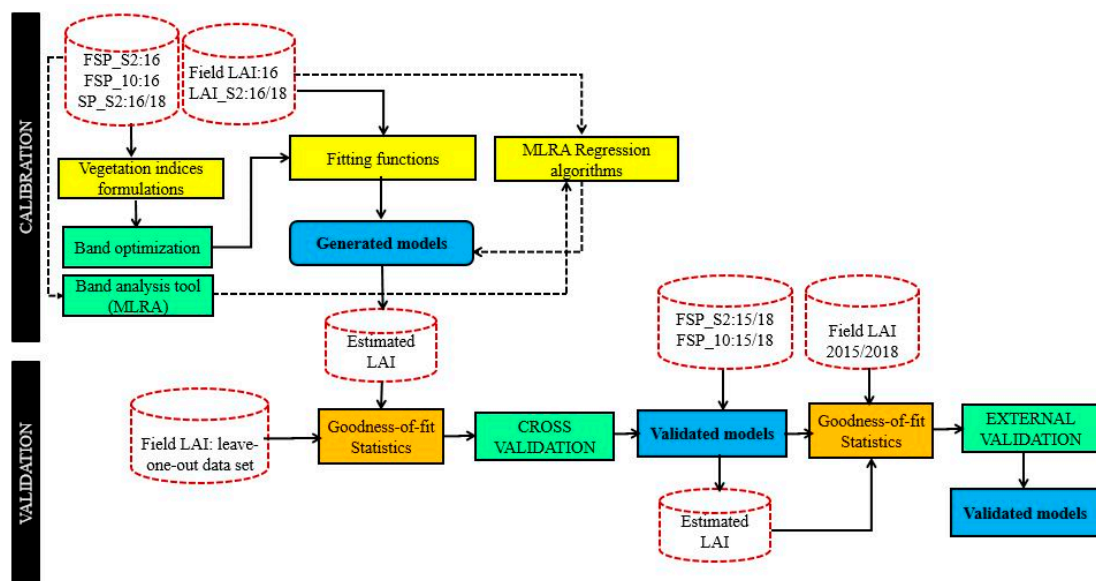 CALIBRATION
FSP_S2:16
FSP_10:16
SP_S2:16/18
Field LAI:16
LAI_S2:16/18
Vegetation indices
formulations
Fitting functions
MLRA Regression
algorithms
Band optimization
Generated models
Band analysis tool
(MLRA)
Estimated
LAI
FSP_S2:15/18
FSP_10:15/18
Field LAI
2015/2018
VALIDATION
Field LAI: leave-
one-out data set
Goodness-of-fit
Statistics
CROSS
VALIDATION
Validated models
Goodness-of-fit
Statistics
EXTERNAL
VALIDATION
Estimated
LAI
Validated models